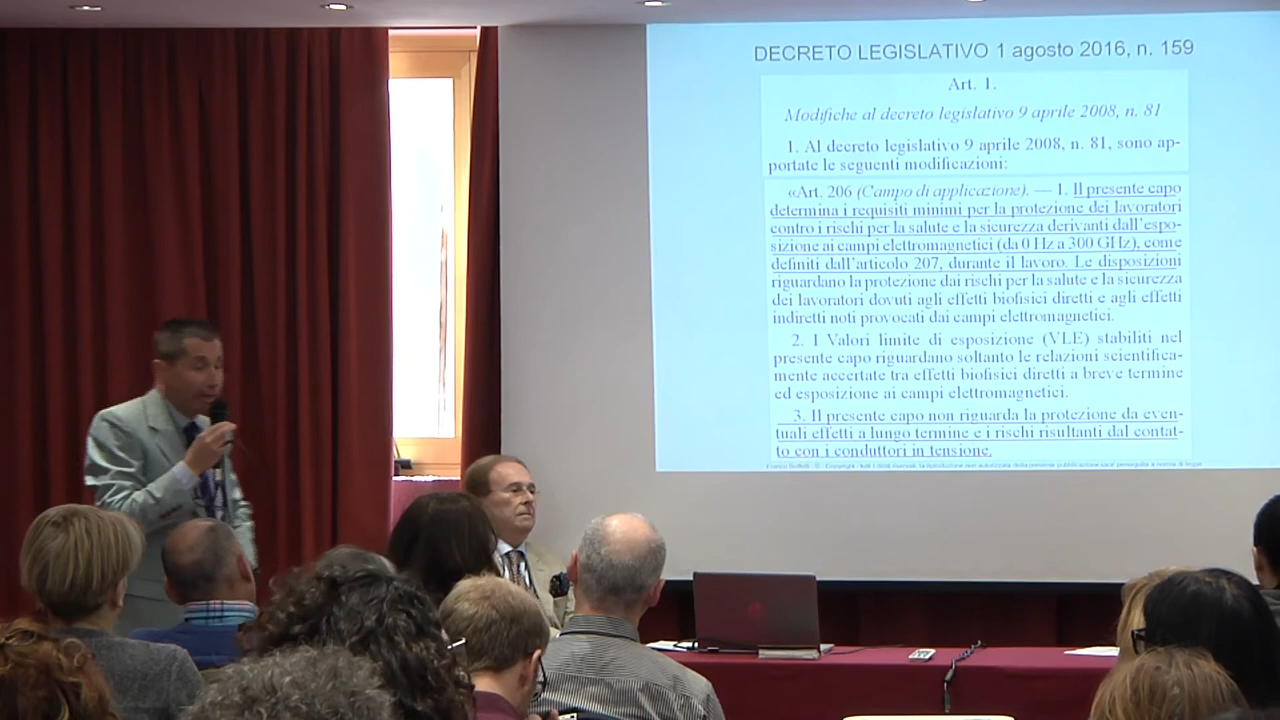 DECRETO LEGISLATIVO 1 agosto 2016, n. 159
Art. 1.
Modifiche al decreto legislativo 9 aprile 2008, n. 81
1. Al decreto legislativo 9 aprile 2008, n. 81, sono ap-
portate le seguenti modificazioni:
«Art. 206 (Campo di applicazione). — 1. Il presente capo
determina i requisiti minimi per la protezione dei lavoratori
contro i rischi per la salute e la sicurezza derivanti dall'espo-
sizione ai campi elettromagnetici (da 0 Hz a 300 GHz), come
definiti dall'articolo 207, durante il lavoro. Le disposizioni
riguardano la protezione dai rischi per la salute e la sicurezza
dei lavoratori dovuti agli effetti biofisici diretti e agli effetti
indiretti noti provocati dai campi elettromagnetici.
2. I Valori limite di esposizione (VLE) stabiliti nel
presente capo riguardano soltanto le relazioni scientifica-
mente accertate tra effetti biofisici diretti a breve termine
ed esposizione ai campi elettromagnetici.
3. Il presente capo non riguarda la protezione da even-
tuali effetti a lungo termine e i rischi risultanti dal contat-
to con i conduttori in tensione.